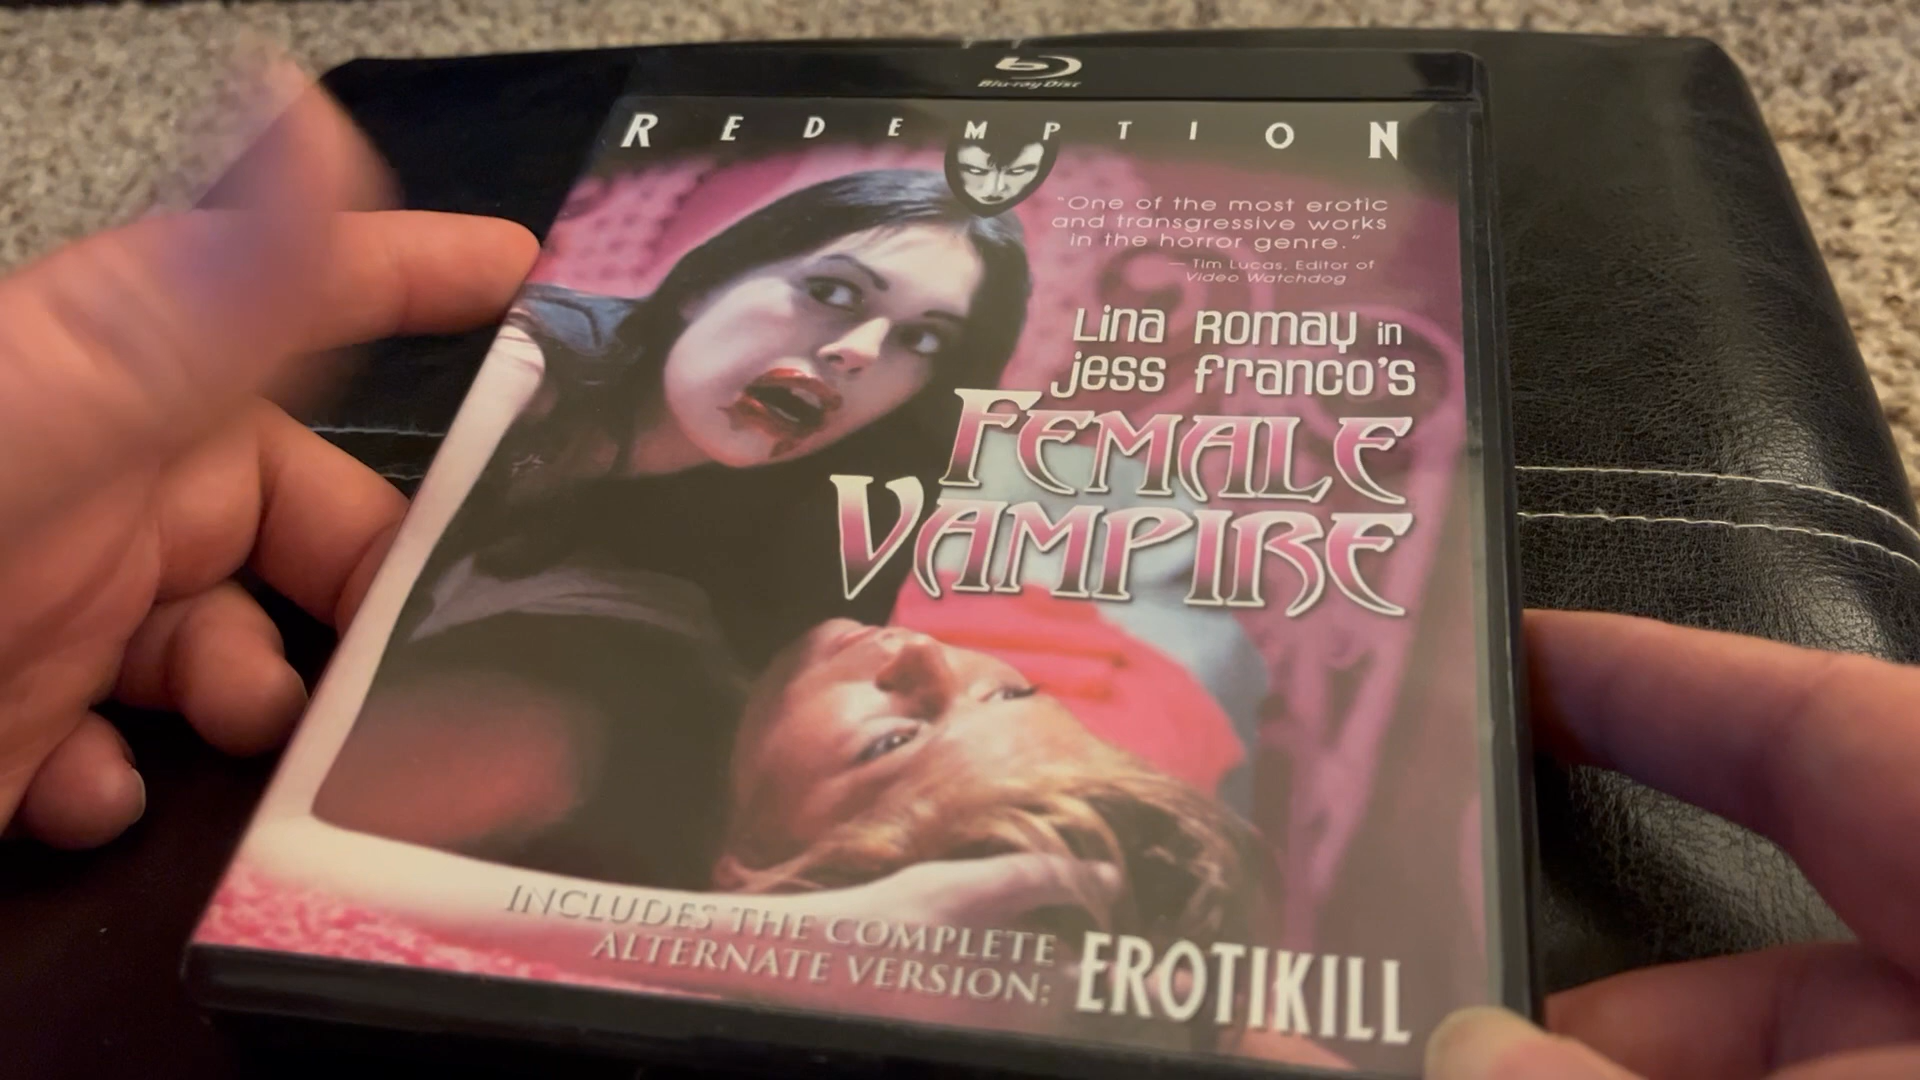 Blu-ray Disc
REDEMPTION
"One of the most erotic
and transgressive works
in the horror genre."
— Tim Lucas, Editor of
Video Watchdog
Lina Romay in
jess franco's
FEMALE
VAMPIRE
INCLUDES THE COMPLETE
ALTERNATE VERSION:
EROTIKILL